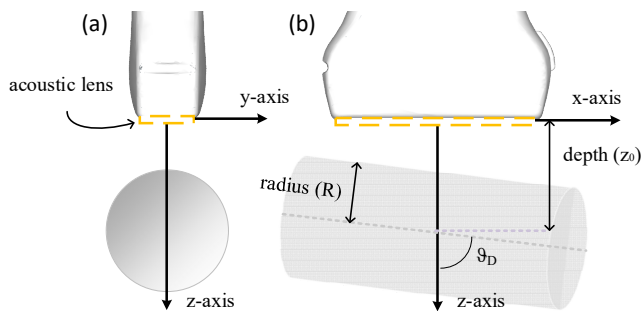 (a)
(b)
acoustic lens
y-axis
x-axis
depth (z₀)
radius (R)
ϑ_D
z-axis
z-axis